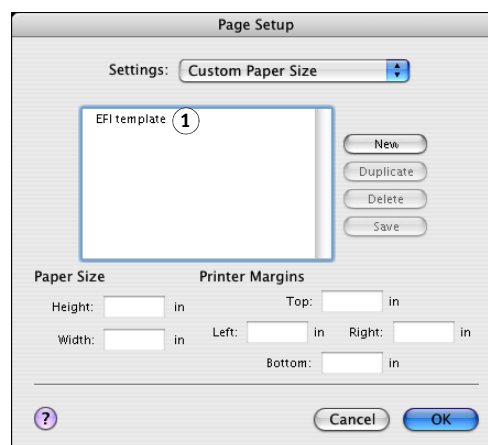 Page Setup
Settings: Custom Paper Size
EFI template 1
New
Duplicate
Delete
Save
Paper Size Printer Margins
Height: in Top: in
Width: in Left: in Right: in
Bottom: in
? Cancel OK